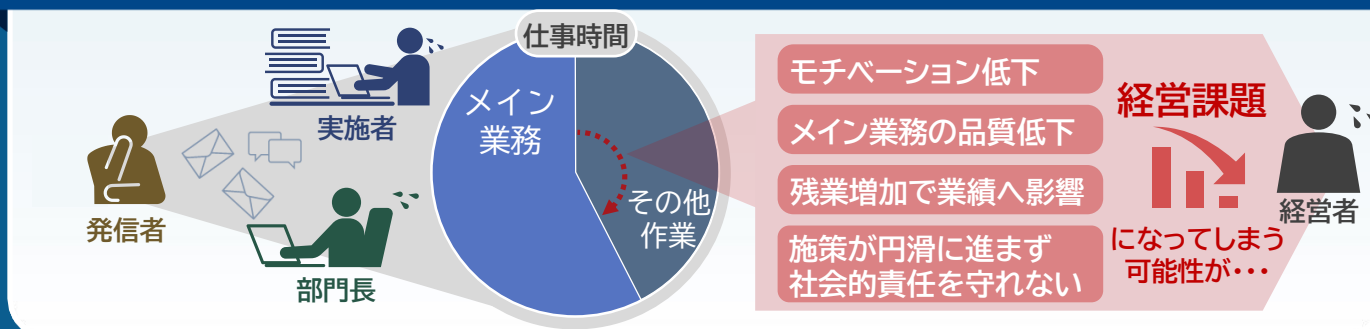 発信者
実施者
部門長
仕事時間
メイン
業務
その他
作業
モチベーション低下
メイン業務の品質低下
残業増加で業績へ影響
施策が円滑に進まず
社会的責任を守れない
経営課題
になってしまう
可能性が・・・
経営者